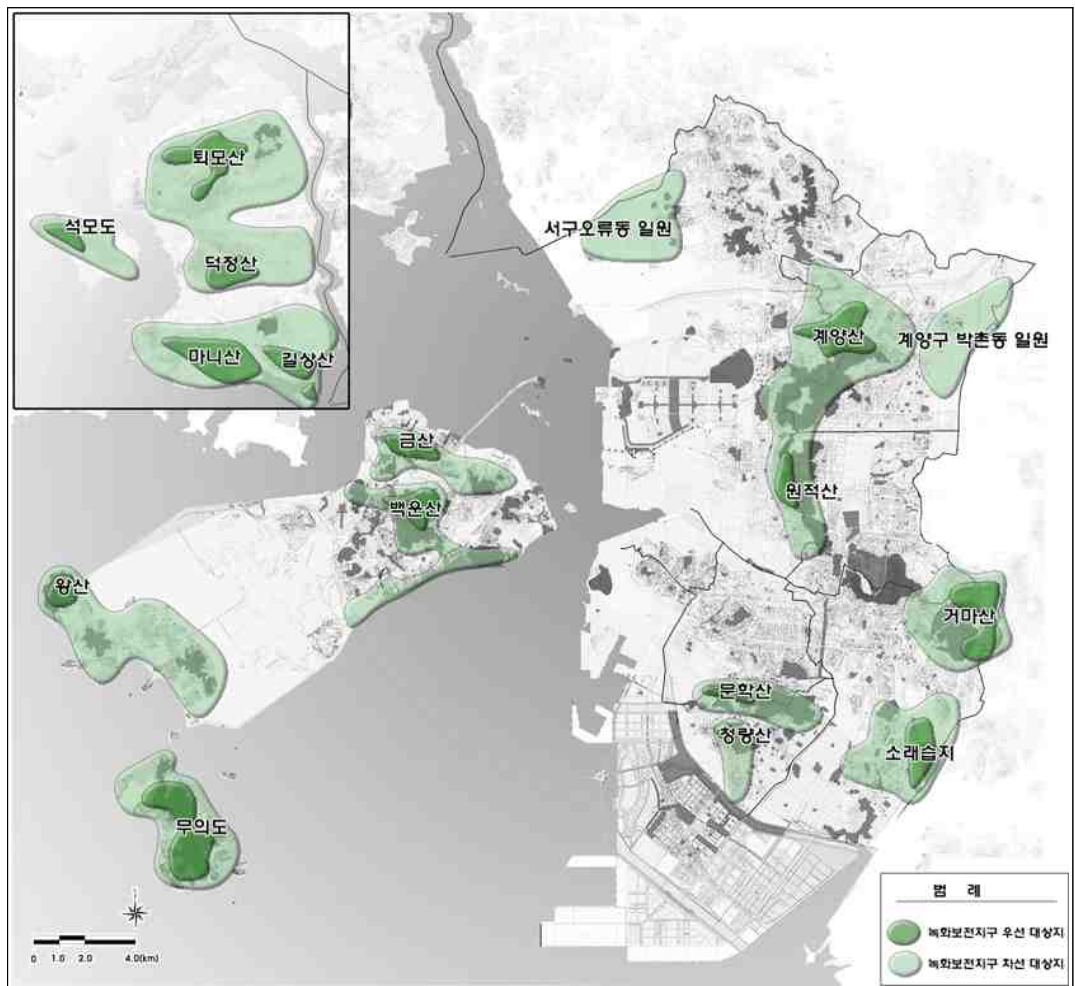 퇴모산
석모도
덕정산
마니산
길상산
서구오류동 일원
계양산
계양구 박촌동 일원
금산
원적산
백운산
왕산
거마산
문학산
청량산
소래습지
무의도
0 1.0 2.0 4.0(km)
범 례
녹화보전지구 우선 대상지
녹화보전지구 차선 대상지